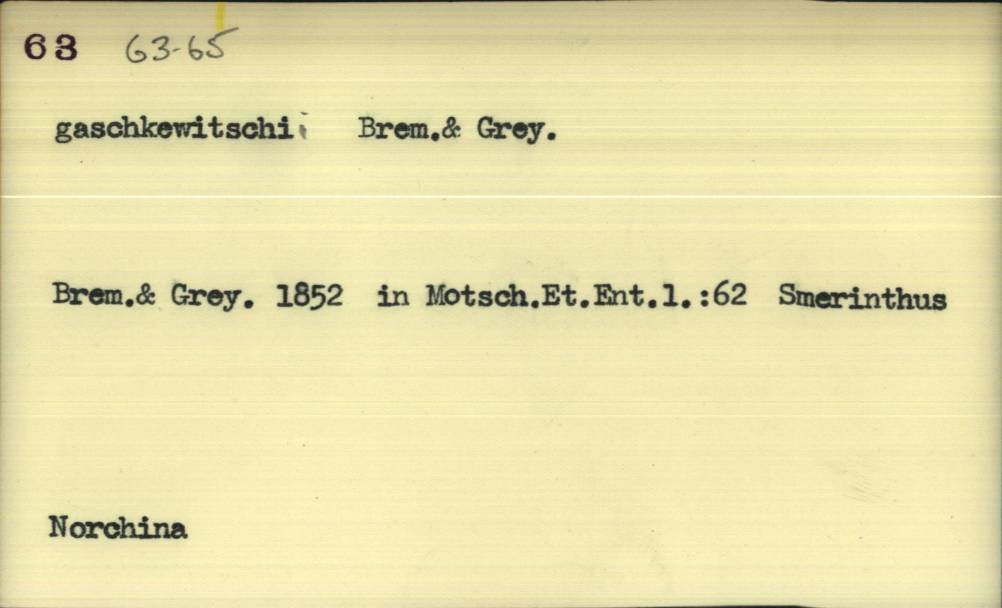 63 63-65
gaschkewitschi Brem.& Grey.
Brem.& Grey. 1852 in Motsch.Et.Ent.1.:62 Smerinthus
Norchina